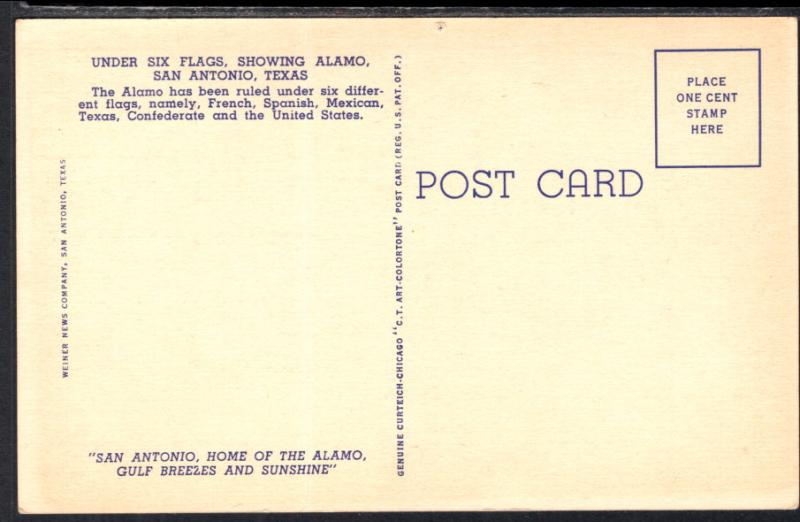 UNDER SIX FLAGS, SHOWING ALAMO,
SAN ANTONIO, TEXAS
The Alamo has been ruled under six differ-
ent flags, namely, French, Spanish, Mexican,
Texas, Confederate and the United States.
WEINER NEWS COMPANY, SAN ANTONIO, TEXAS
"SAN ANTONIO, HOME OF THE ALAMO,
GULF BREEZES AND SUNSHINE"
GENUINE CURTEICH-CHICAGO "C.T. ART-COLORTONE" POST CARD (REG. U.S. PAT. OFF.)
POST CARD
PLACE
ONE CENT
STAMP
HERE